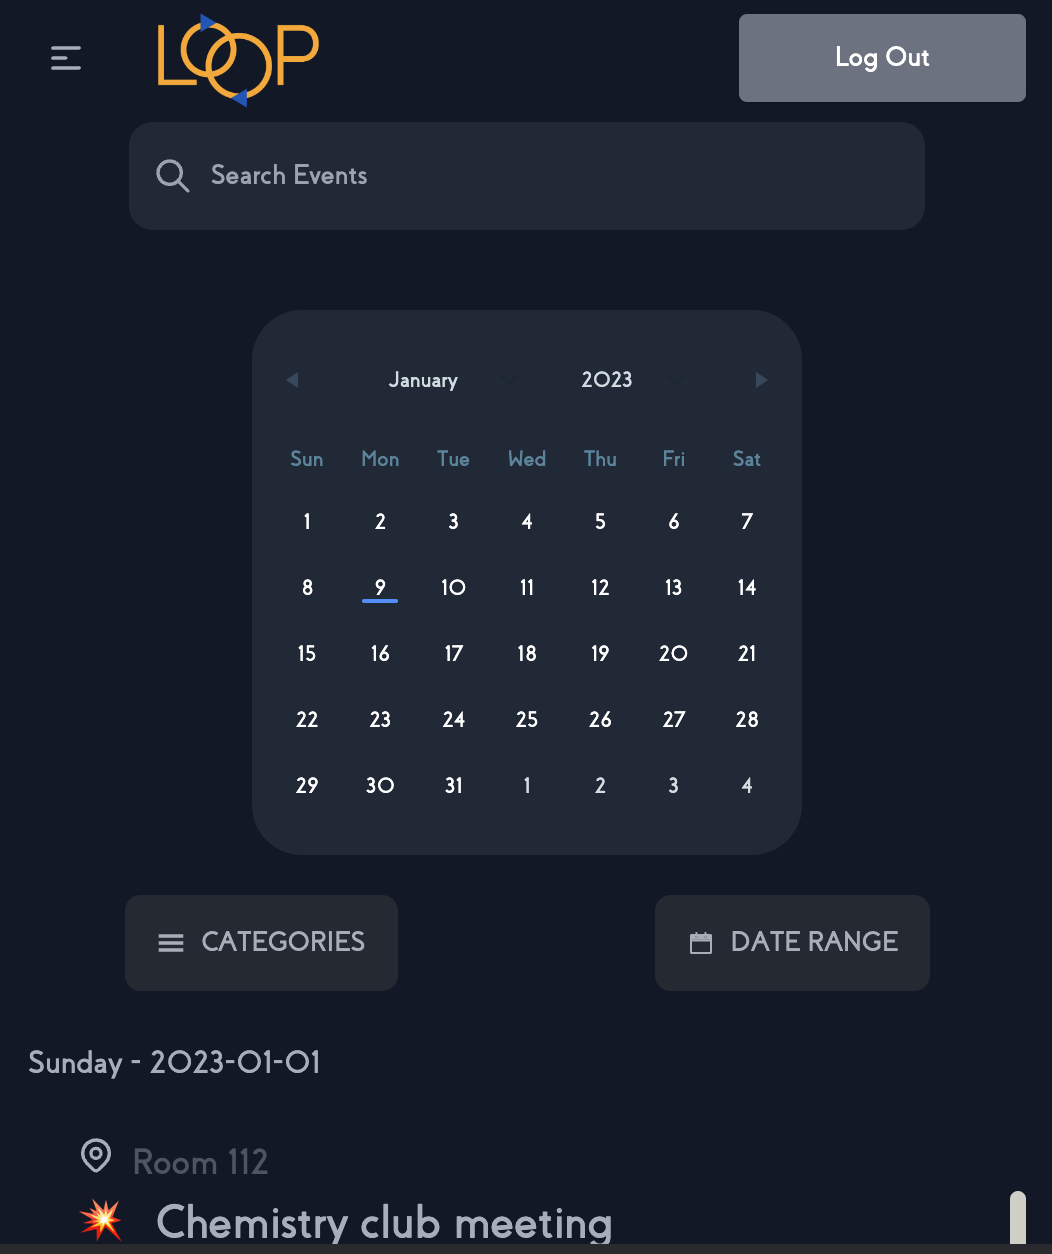 LOOP
Log Out
Search Events
January 2023
Sun Mon Tue Wed Thu Fri Sat
1 2 3 4 5 6 7
8 9 10 11 12 13 14
15 16 17 18 19 20 21
22 23 24 25 26 27 28
29 30 31 1 2 3 4
CATEGORIES
DATE RANGE
Sunday - 2023-01-01
Room 112
Chemistry club meeting